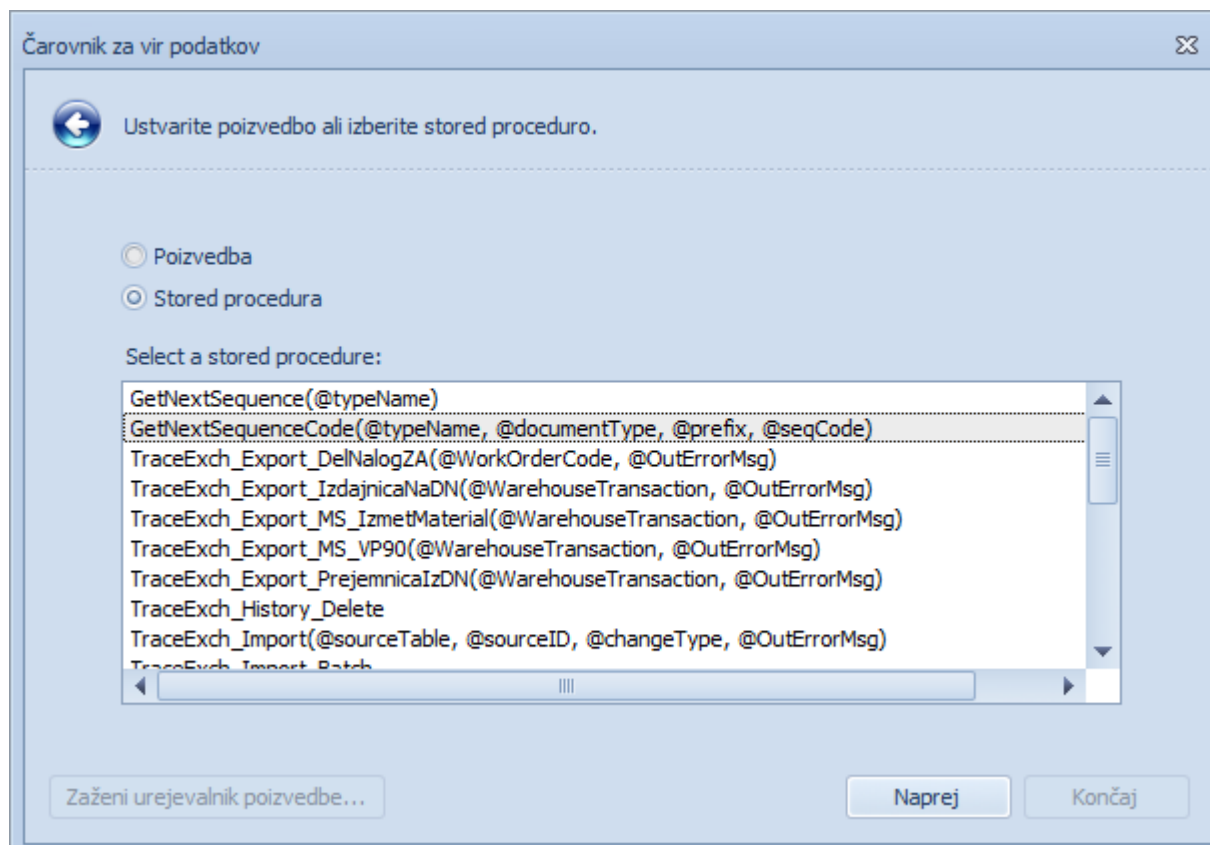 Čarovnik za vir podatkov
Ustvarite poizvedbo ali izberite stored proceduro.
Poizvedba
Stored procedura
Select a stored procedure:
GetNextSequence(@typeName)
GetNextSequenceCode(@typeName, @documentType, @prefix, @seqCode)
TraceExch_Export_DelNalogZA(@WorkOrderCode, @OutErrorMsg)
TraceExch_Export_IzdajnicaNaDN(@WarehouseTransaction, @OutErrorMsg)
TraceExch_Export_MS_IzmetMaterial(@WarehouseTransaction, @OutErrorMsg)
TraceExch_Export_MS_VP90(@WarehouseTransaction, @OutErrorMsg)
TraceExch_Export_PrejemnicaIzDN(@WarehouseTransaction, @OutErrorMsg)
TraceExch_History_Delete
TraceExch_Import(@sourceTable, @sourceID, @changeType, @OutErrorMsg)
TraceExch_Import_Batch
Zaženi urejevalnik poizvedbe...
Naprej
Končaj